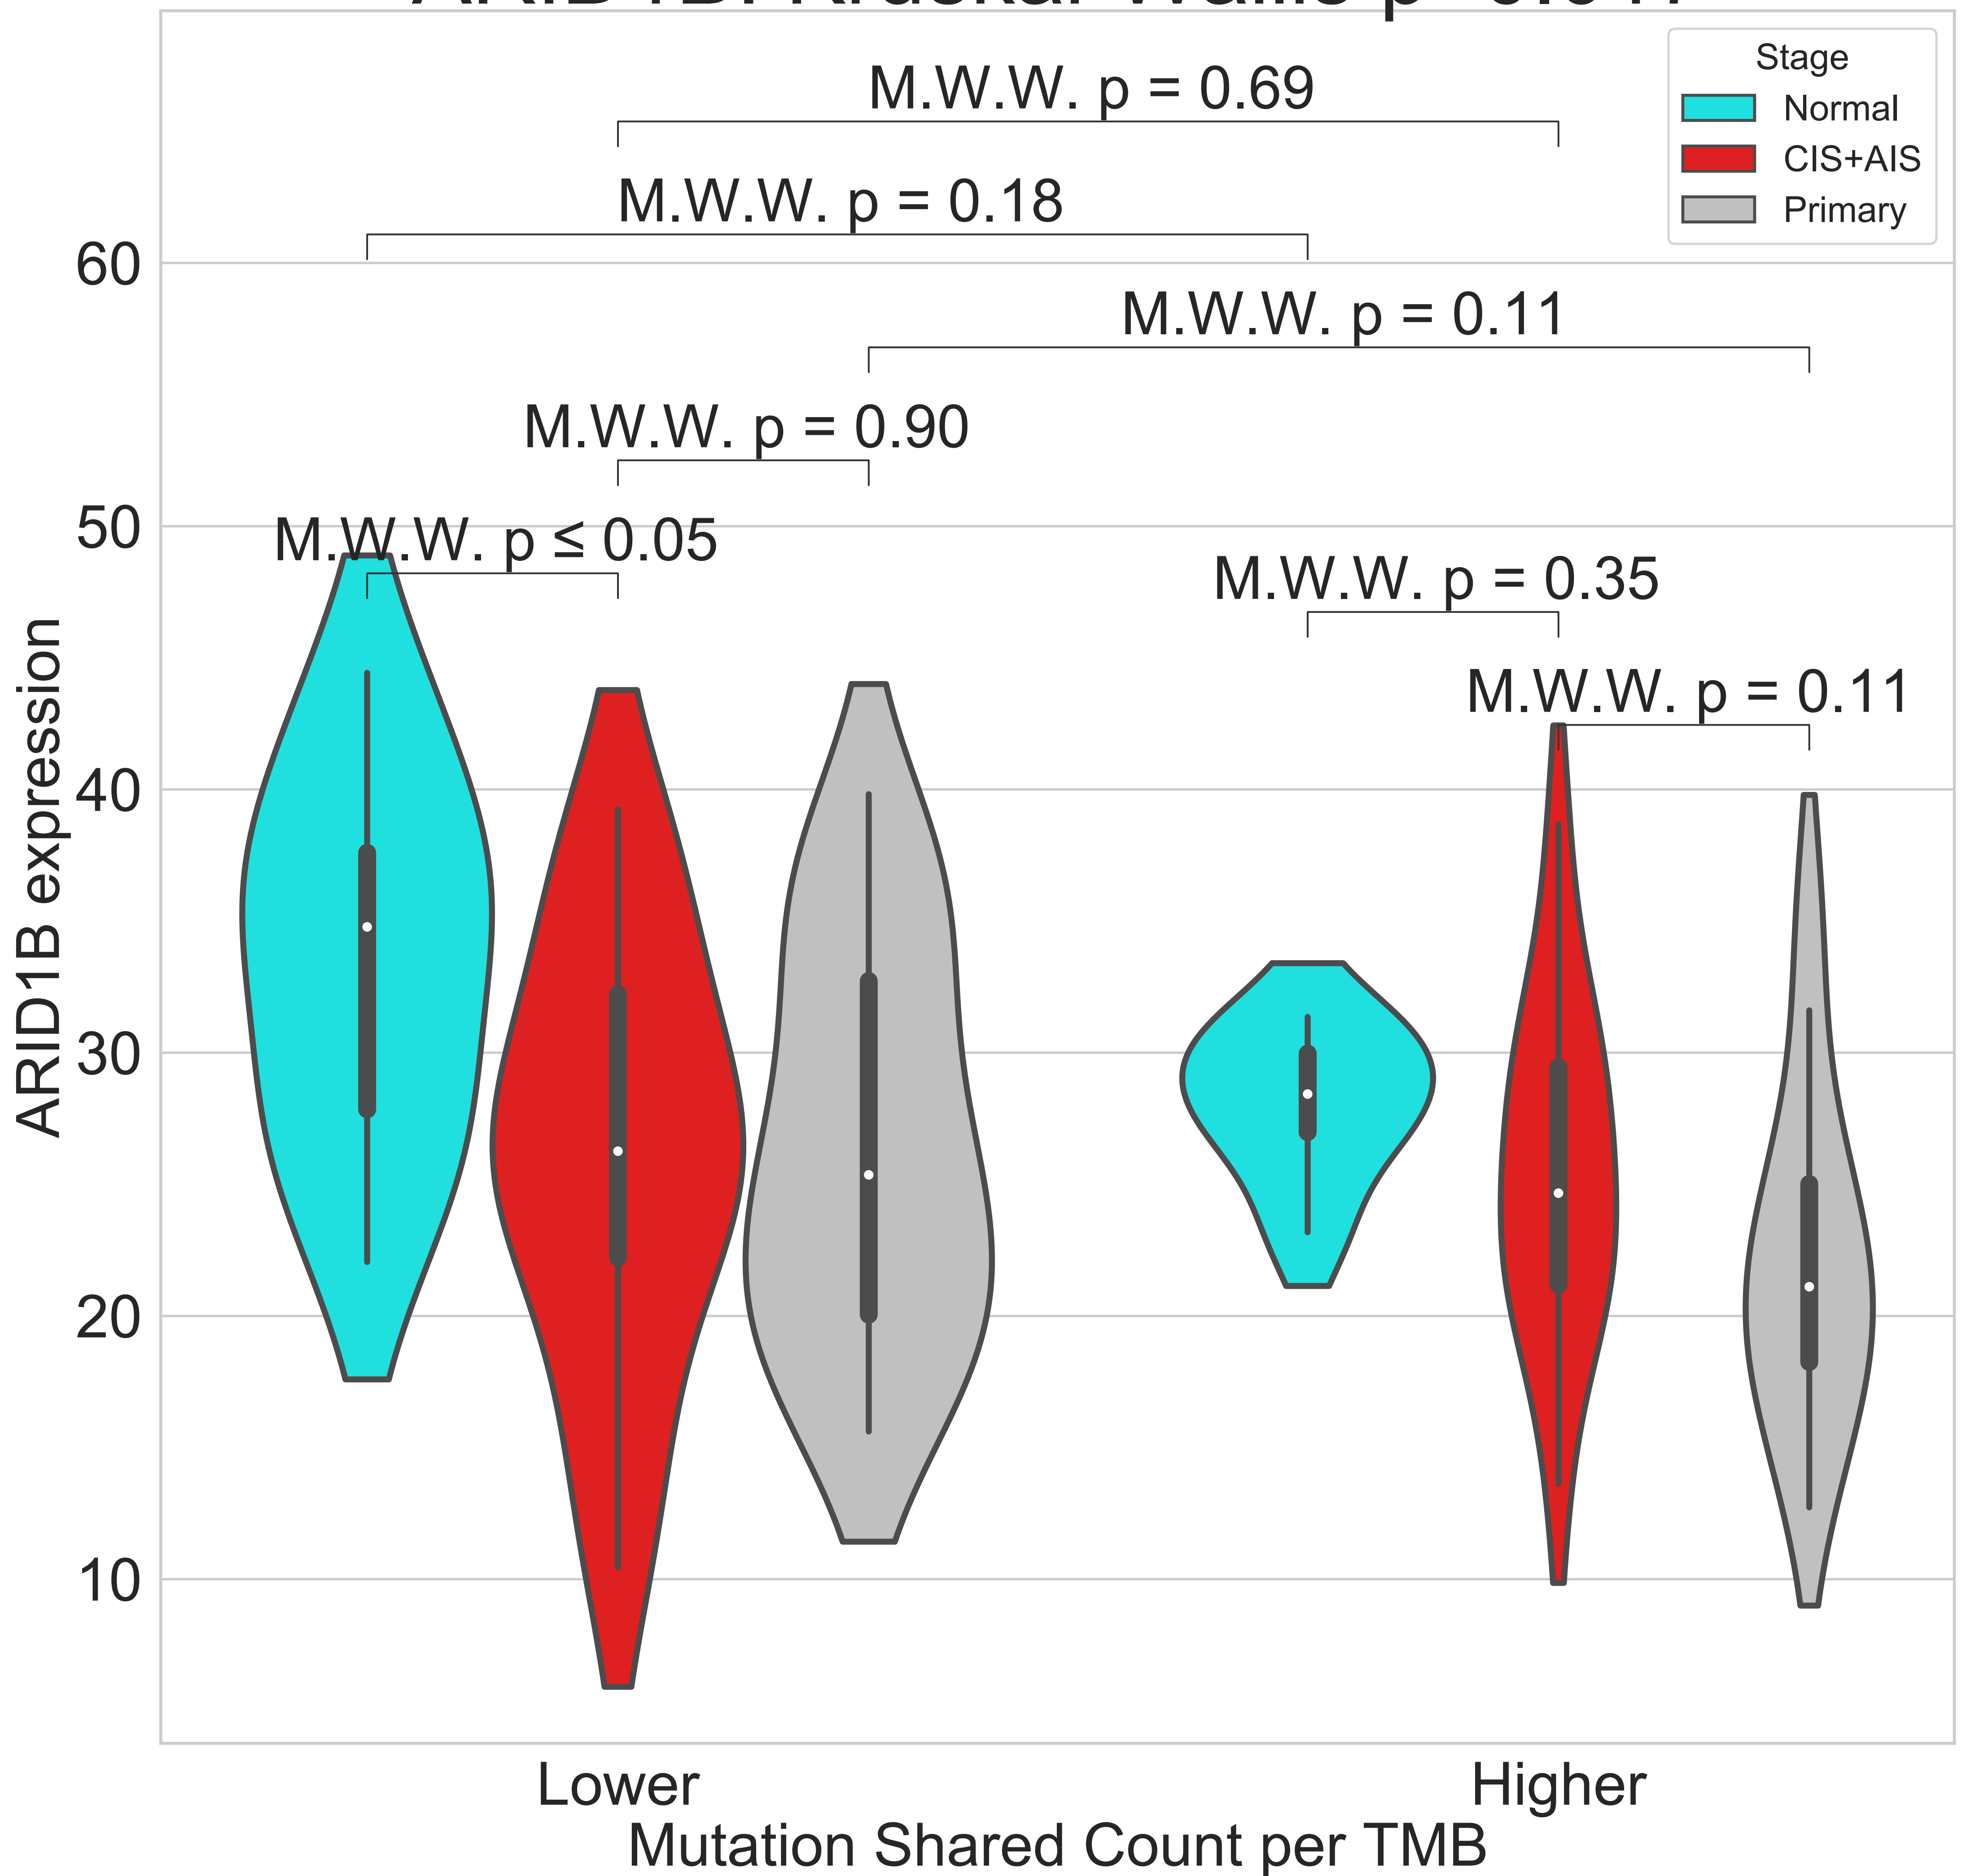 Stage
Normal
CIS+AIS
Primary
M.W.W. p = 0.69
M.W.W. p = 0.18
M.W.W. p = 0.11
M.W.W. p = 0.90
M.W.W. p ≤ 0.05
M.W.W. p = 0.35
M.W.W. p = 0.11
60
50
40
30
20
10
ARID1B expression
Lower
Higher
Mutation Shared Count per TMB